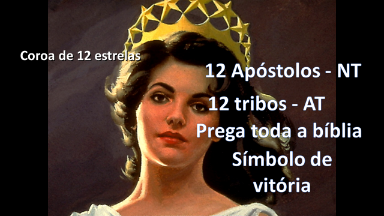 Coroa de 12 estrelas
12 Apóstolos - NT
12 tribos - AT
Prega toda a bíblia
Símbolo de
vitória